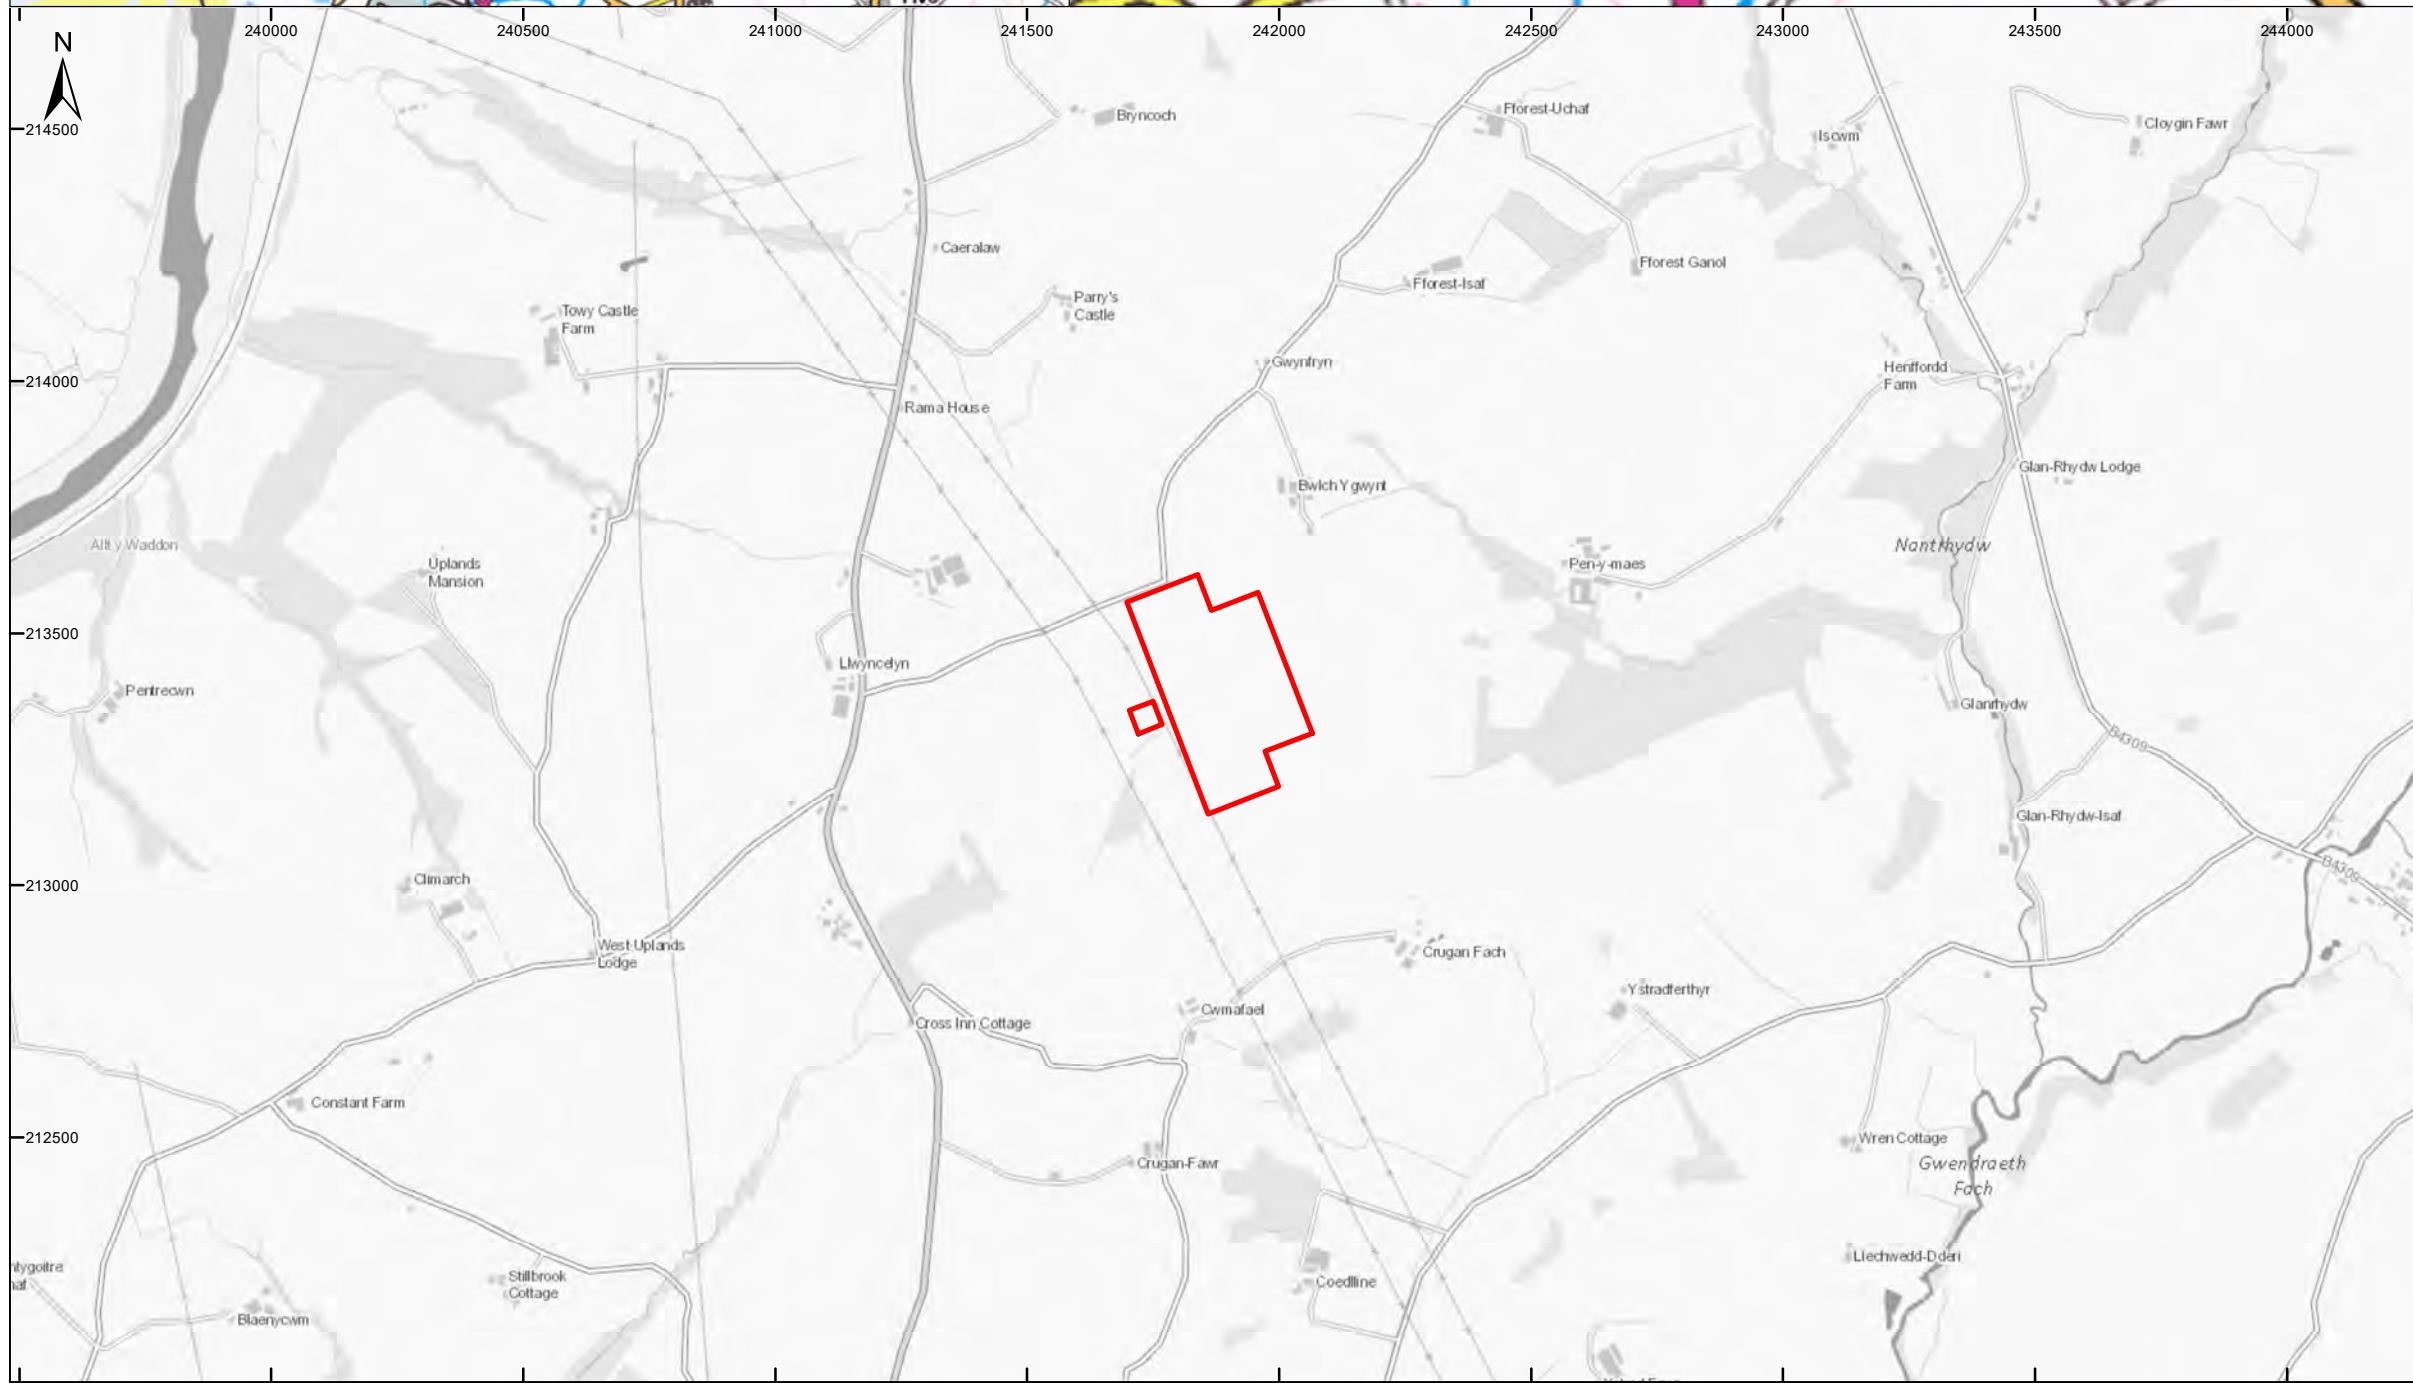 240000
240500
241000
241500
242000
242500
243000
243500
244000
N
214500
214000
213500
213000
212500
Bryncoch
Fforest-Uchaf
Iscwm
Cloygin Fawr
Caeralaw
Fforest Ganol
Fforest-Isaf
Parry's
Castle
Towy Castle
Farm
Gwynfryn
Henffordd
Farm
Rama House
Glan-Rhydw Lodge
Bwlch Y gwynt
Allt y Waddon
Nantrhydw
Uplands
Mansion
Pen-y-maes
Llwyncelyn
Pentrecwn
Glanrhydw
B4309
Glan-Rhydw-Isaf
B4309
Climarch
West Uplands
Lodge
Crugan Fach
Ystradferthyr
Cwmafael
Cross Inn Cottage
Constant Farm
Wren Cottage
Crugan-Fawr
Gwendraeth
Fach
Llechwedd-Dderi
Stillbrook
Cottage
Coedlline
Blaenycwm